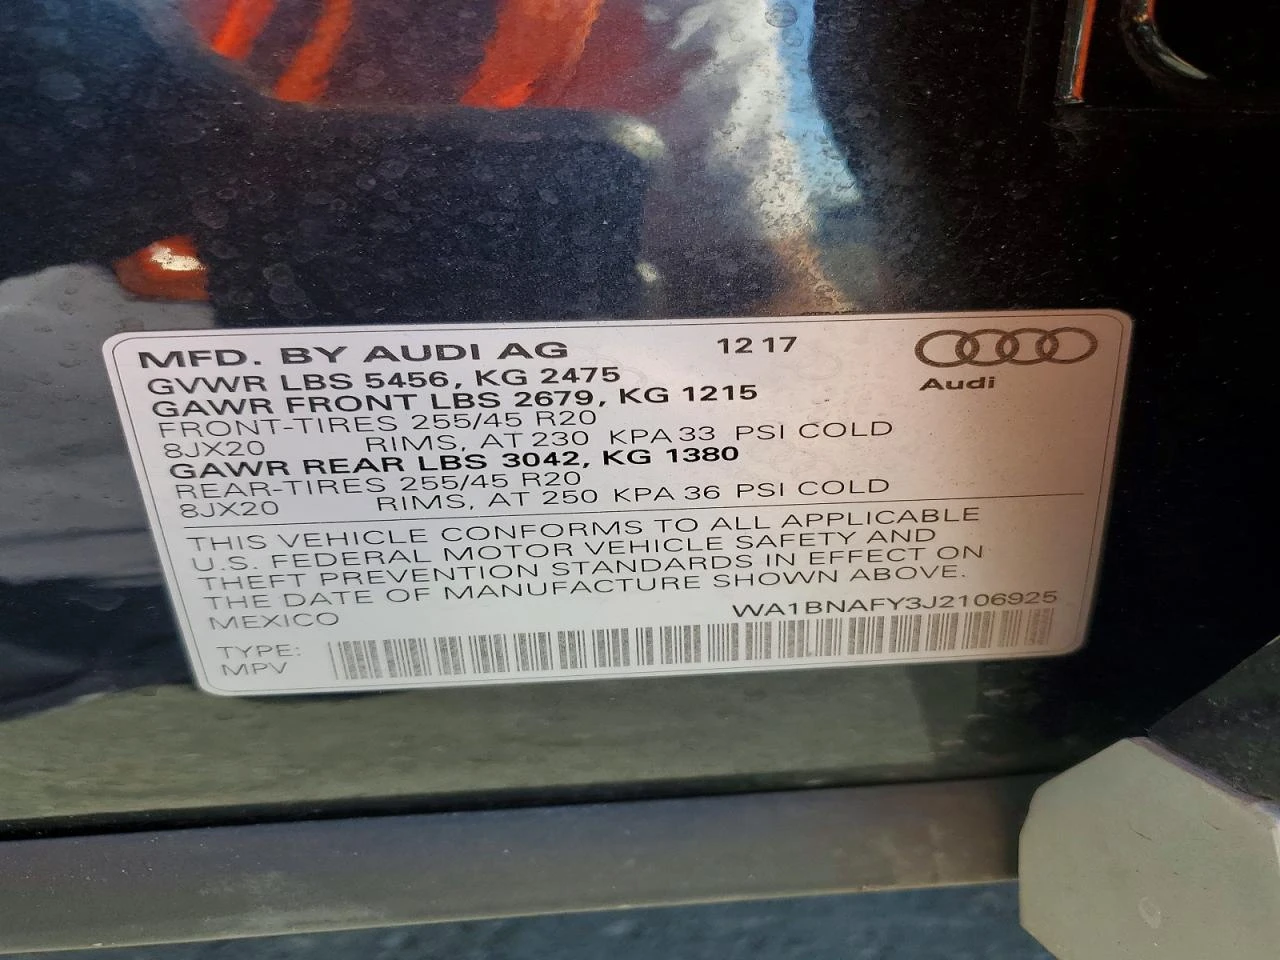 MFD. BY AUDI AG 12 17
Audi
GVWR LBS 5456, KG 2475
GAWR FRONT LBS 2679, KG 1215
FRONT-TIRES 255/45 R20
8JX20 RIMS, AT 230 KPA 33 PSI COLD
GAWR REAR LBS 3042, KG 1380
REAR-TIRES 255/45 R20
8JX20 RIMS, AT 250 KPA 36 PSI COLD
THIS VEHICLE CONFORMS TO ALL APPLICABLE
U.S. FEDERAL MOTOR VEHICLE SAFETY AND
THEFT PREVENTION STANDARDS IN EFFECT ON
THE DATE OF MANUFACTURE SHOWN ABOVE.
MEXICO WA1BNAFY3J2106925
TYPE:
MPV